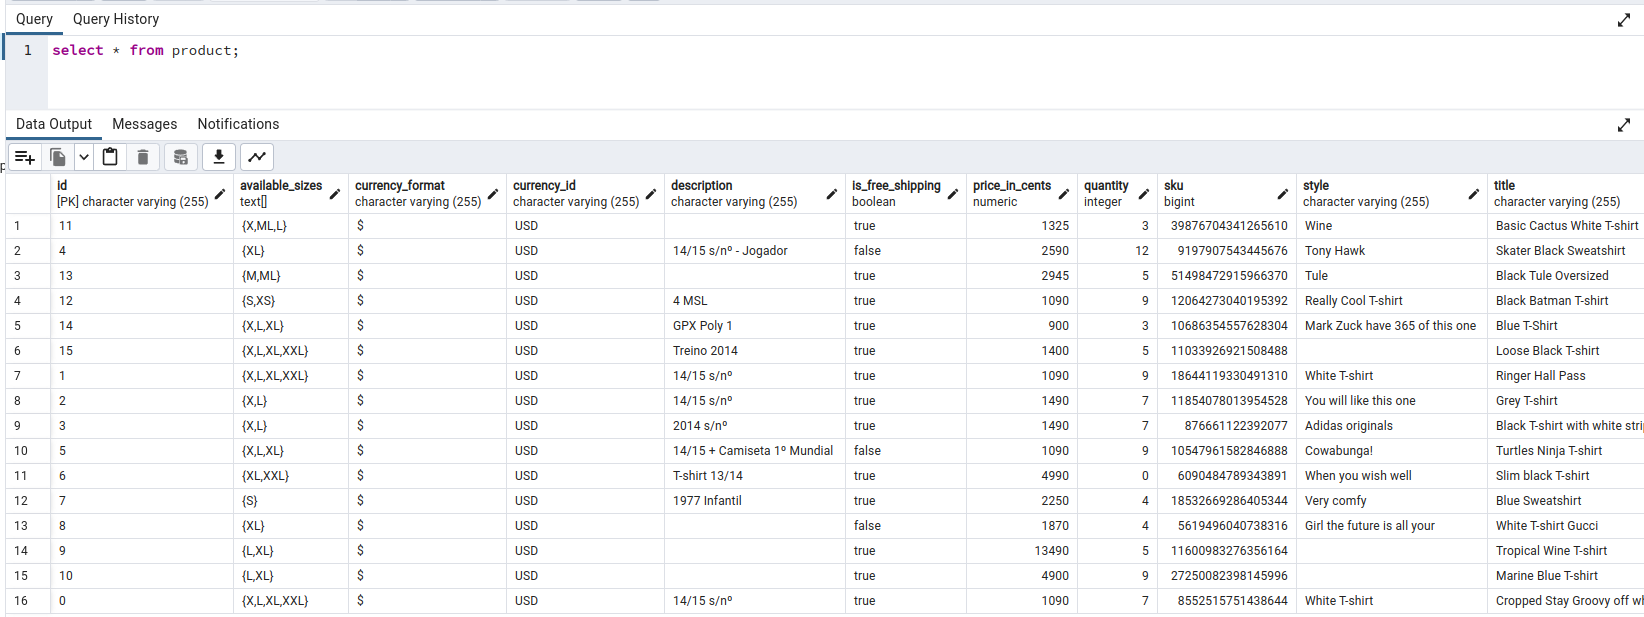 Query Query History
1 select * from product;
Data Output Messages Notifications
id available_sizes currency_format currency_id description is_free_shipping price_in_cents quantity sku style title
[PK] character varying (255) text[] character varying (255) character varying (255) character varying (255) boolean numeric integer bigint character varying (255) character varying (255)
1 11 {X,ML,L} $ USD true 1325 3 39876704341265610 Wine Basic Cactus White T-shirt
2 4 {XL} $ USD 14/15 s/nº - Jogador false 2590 12 9197907543445676 Tony Hawk Skater Black Sweatshirt
3 13 {M,ML} $ USD true 2945 5 51498472915966370 Tule Black Tule Oversized
4 12 {S,XS} $ USD 4 MSL true 1090 9 12064273040195392 Really Cool T-shirt Black Batman T-shirt
5 14 {X,L,XL} $ USD GPX Poly 1 true 900 3 10686354557628304 Mark Zuck have 365 of this one Blue T-Shirt
6 15 {X,L,XL,XXL} $ USD Treino 2014 true 1400 5 11033926921508488 Loose Black T-shirt
7 1 {X,L,XL,XXL} $ USD 14/15 s/nº true 1090 9 18644119330491310 White T-shirt Ringer Hall Pass
8 2 {X,L} $ USD 14/15 s/nº true 1490 7 11854078013954528 You will like this one Grey T-shirt
9 3 {X,L} $ USD 2014 s/nº true 1490 7 876661122392077 Adidas originals Black T-shirt with white stri
10 5 {X,L,XL} $ USD 14/15 + Camiseta 1º Mundial false 1090 9 10547961582846888 Cowabunga! Turtles Ninja T-shirt
11 6 {XL,XXL} $ USD T-shirt 13/14 true 4990 0 6090484789343891 When you wish well Slim black T-shirt
12 7 {S} $ USD 1977 Infantil true 2250 4 18532669286405344 Very comfy Blue Sweatshirt
13 8 {XL} $ USD false 1870 4 5619496040738316 Girl the future is all your White T-shirt Gucci
14 9 {L,XL} $ USD true 13490 5 11600983276356164 Tropical Wine T-shirt
15 10 {L,XL} $ USD true 4900 9 27250082398145996 Marine Blue T-shirt
16 0 {X,L,XL,XXL} $ USD 14/15 s/nº true 1090 7 8552515751438644 White T-shirt Cropped Stay Groovy off